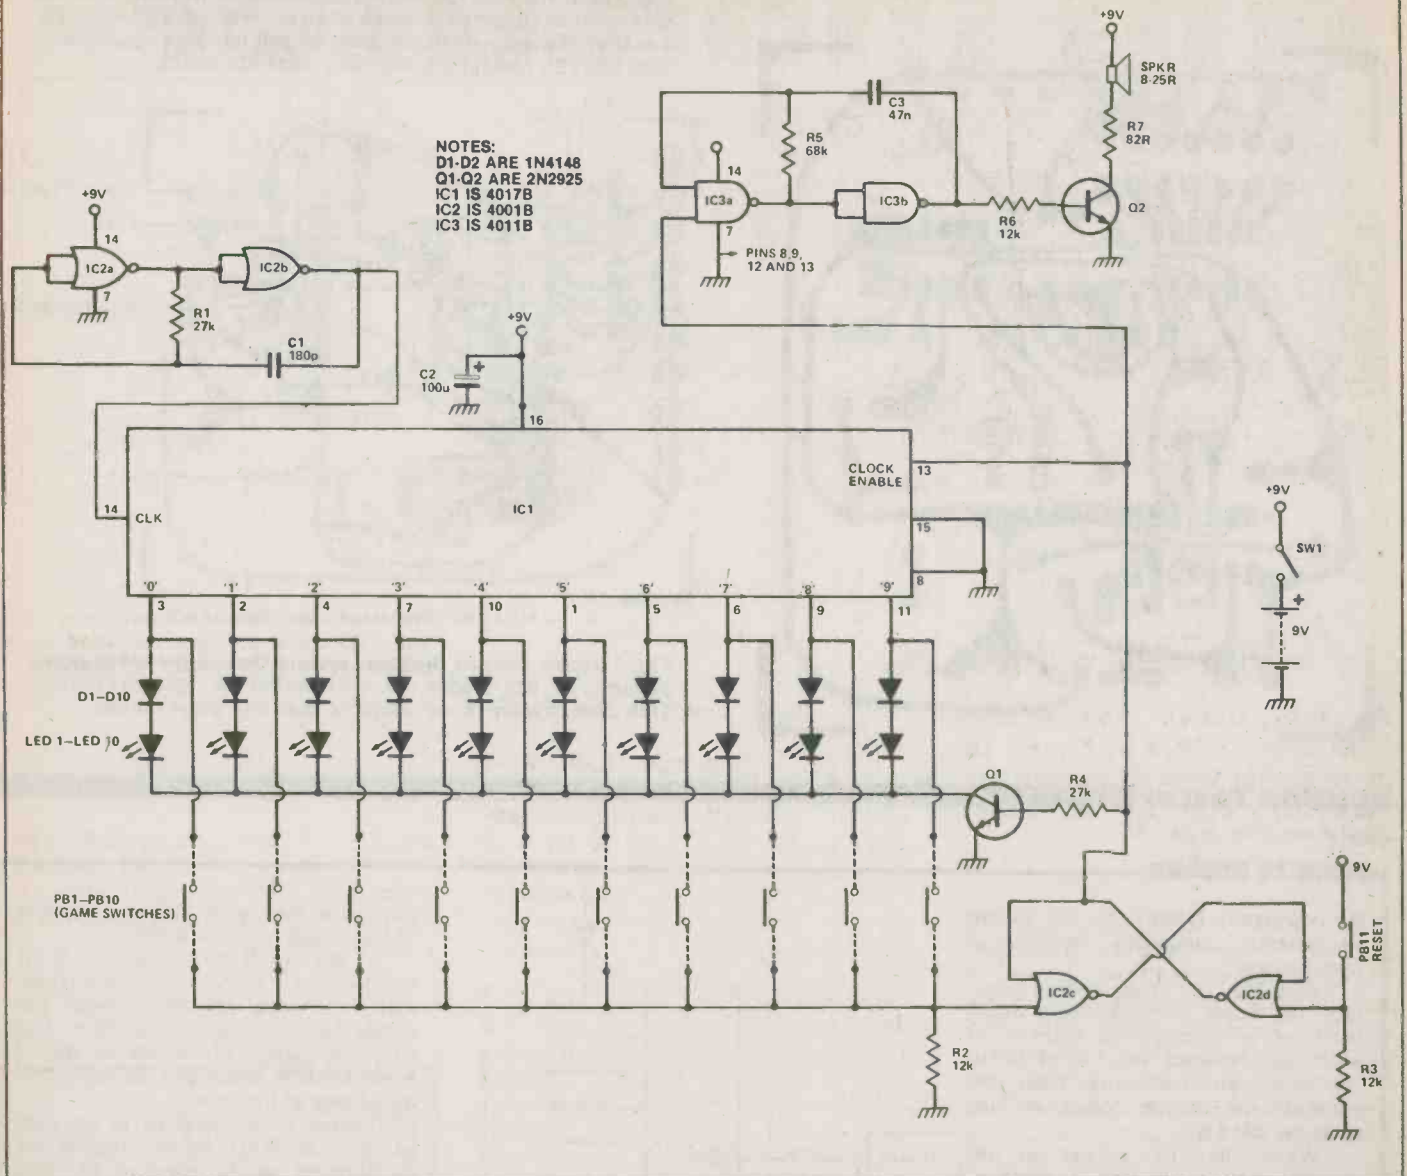 +9V
SPKR
8-25R
C3
47n
R7
82R
R5
68k
NOTES:
D1-D2 ARE 1N4148
Q1-Q2 ARE 2N2925
IC1 IS 4017B
IC2 IS 4001B
IC3 IS 4011B
14
IC3a
7
IC3b
R6
12k
Q2
PINS 8,9,
12 AND 13
+9V
14
IC2a
7
IC2b
R1
27k
C1
180p
+9V
C2
100u
16
CLOCK
ENABLE
13
14
CLK
IC1
15
8
+9V
SW1
+
9V
'0' '1' '2' '3' '4' '5' '6' '7' '8' '9'
3 2 4 7 10 1 5 6 9 11
D1-D10
LED 1-LED 10
Q1
R4
27k
PB1-PB10
(GAME SWITCHES)
9V
PB11
RESET
IC2c
IC2d
R2
12k
R3
12k